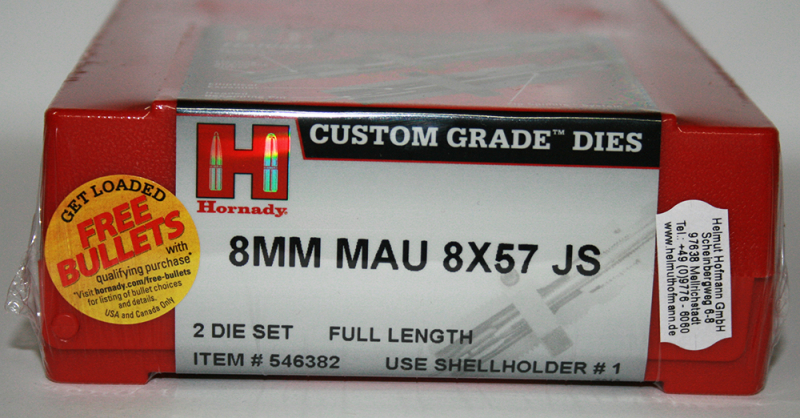 CUSTOM GRADE™ DIES
H
Hornady
8MM MAU 8X57 JS
2 DIE SET FULL LENGTH
ITEM # 546382 USE SHELLHOLDER # 1
GET LOADED
FREE
BULLETS
with
qualifying purchase*
*Visit hornady.com/free-bullets
for listing of bullet choices
and details.
USA and Canada Only
Helmut Hofmann GmbH
Scheinbergweg 6-8
97638 Mellrichstadt
Tel.: +49 (0)9776 - 6060
www.helmuthofmann.de